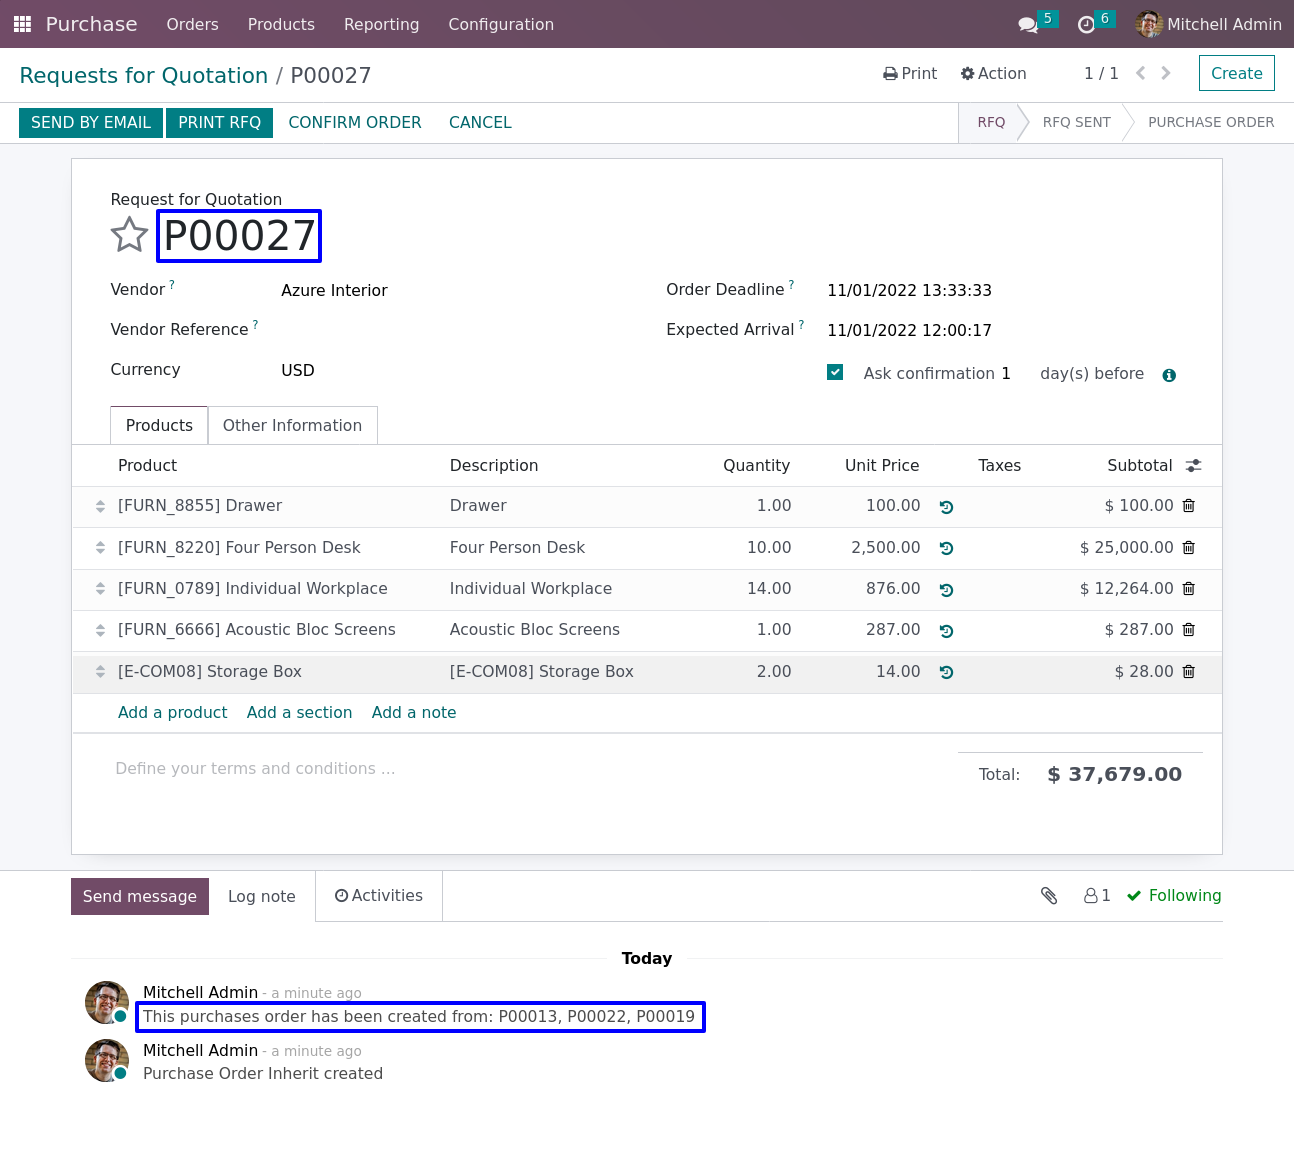 Purchase Orders Products Reporting Configuration 5 6 Mitchell Admin
Requests for Quotation / P00027 Print Action 1 / 1 Create
SEND BY EMAIL PRINT RFQ CONFIRM ORDER CANCEL RFQ RFQ SENT PURCHASE ORDER
Request for Quotation
P00027
Vendor ? Azure Interior Order Deadline ? 11/01/2022 13:33:33
Vendor Reference ? Expected Arrival ? 11/01/2022 12:00:17
Currency USD Ask confirmation 1 day(s) before
Products Other Information
Product Description Quantity Unit Price Taxes Subtotal
[FURN_8855] Drawer Drawer 1.00 100.00 $ 100.00
[FURN_8220] Four Person Desk Four Person Desk 10.00 2,500.00 $ 25,000.00
[FURN_0789] Individual Workplace Individual Workplace 14.00 876.00 $ 12,264.00
[FURN_6666] Acoustic Bloc Screens Acoustic Bloc Screens 1.00 287.00 $ 287.00
[E-COM08] Storage Box [E-COM08] Storage Box 2.00 14.00 $ 28.00
Add a product Add a section Add a note
Define your terms and conditions ... Total: $ 37,679.00
Send message Log note Activities 1 Following
Today
Mitchell Admin - a minute ago
This purchases order has been created from: P00013, P00022, P00019
Mitchell Admin - a minute ago
Purchase Order Inherit created